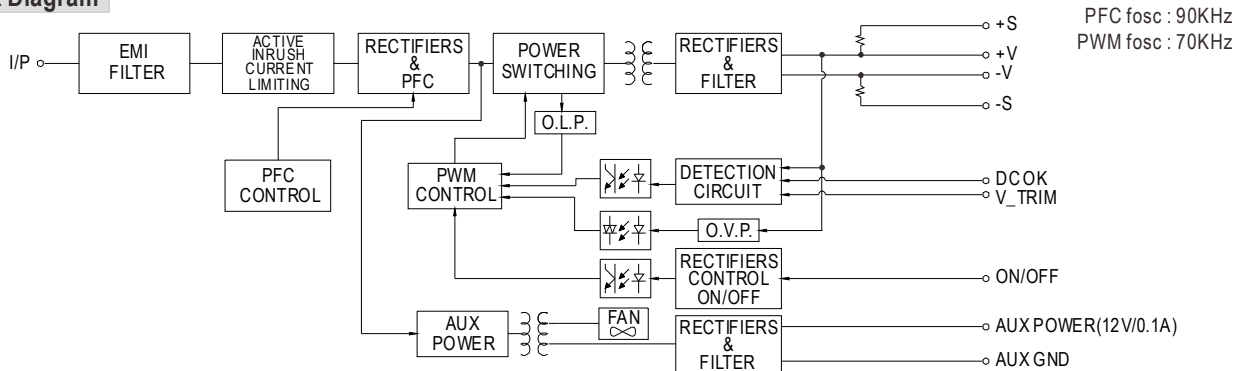 Diagram
PFC fosc : 90KHz
PWM fosc : 70KHz
I/P
EMI
FILTER
ACTIVE
INRUSH
CURRENT
LIMITING
RECTIFIERS
&
PFC
POWER
SWITCHING
RECTIFIERS
&
FILTER
+S
+V
-V
-S
O.L.P.
PFC
CONTROL
PWM
CONTROL
DETECTION
CIRCUIT
DCOK
V_TRIM
O.V.P.
RECTIFIERS
CONTROL
ON/OFF
ON/OFF
AUX
POWER
FAN
RECTIFIERS
&
FILTER
AUX POWER(12V/0.1A)
AUX GND